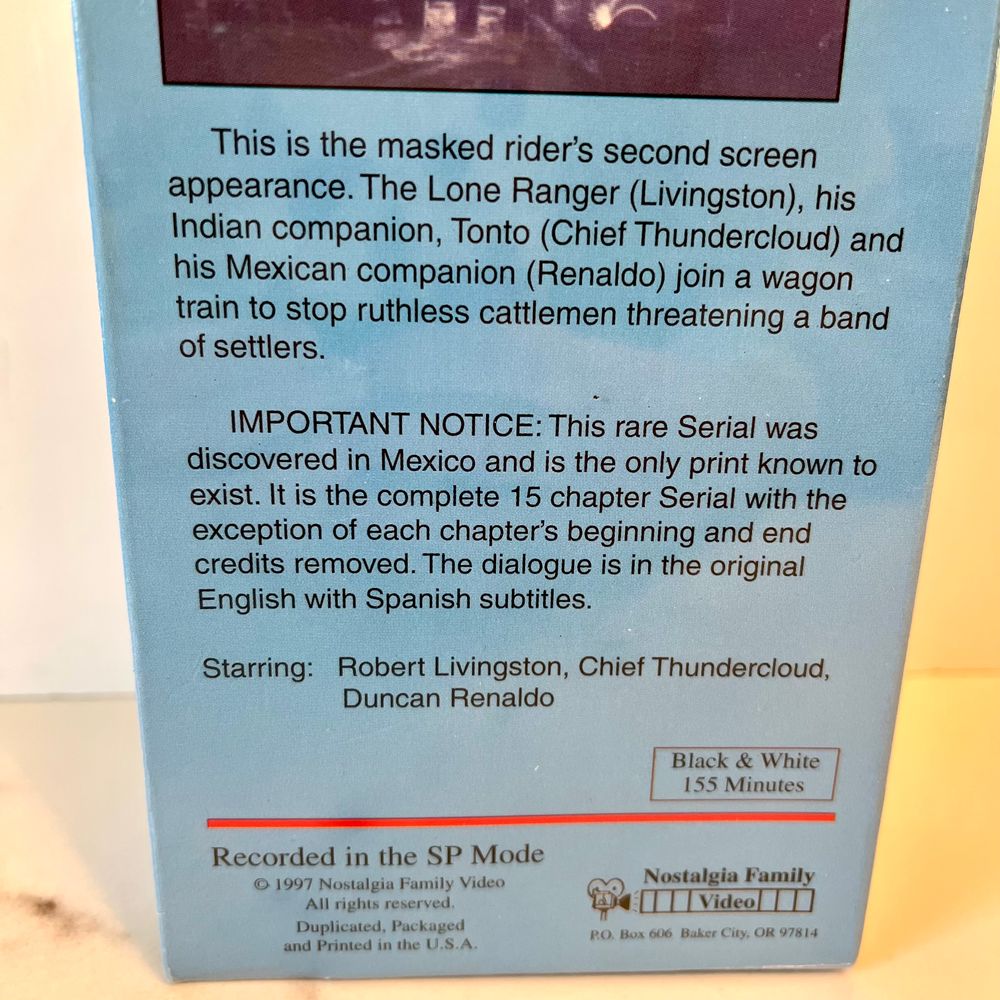 This is the masked rider's second screen
appearance. The Lone Ranger (Livingston), his
Indian companion, Tonto (Chief Thundercloud) and
his Mexican companion (Renaldo) join a wagon
train to stop ruthless cattlemen threatening a band
of settlers.
IMPORTANT NOTICE: This rare Serial was
discovered in Mexico and is the only print known to
exist. It is the complete 15 chapter Serial with the
exception of each chapter's beginning and end
credits removed. The dialogue is in the original
English with Spanish subtitles.
Starring: Robert Livingston, Chief Thundercloud,
Duncan Renaldo
Black & White
155 Minutes
Recorded in the SP Mode
© 1997 Nostalgia Family Video
All rights reserved.
Duplicated, Packaged
and Printed in the U.S.A.
Nostalgia Family
Video
P.O. Box 606 Baker City, OR 97814